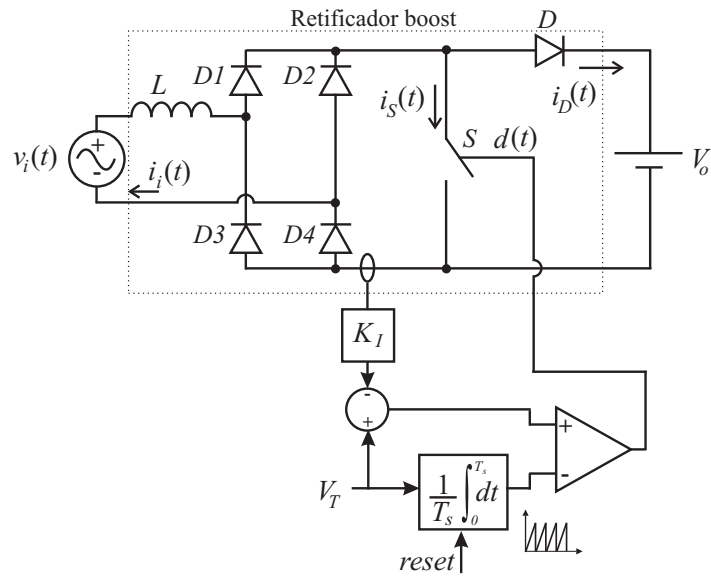 Retificador boost
D
D1
D2
L
i_S(t)
i_D(t)
S
d(t)
v_i(t)
+
-
i_i(t)
V_o
D3
D4
K_I
-
+
+
-
V_T
1/T_s ∫_0^{T_s} dt
reset